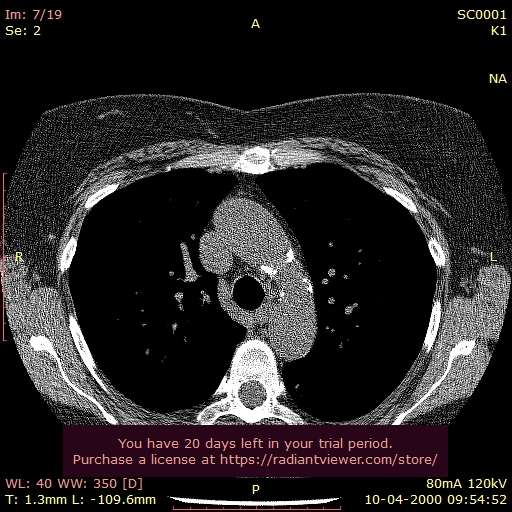 Im: 7/19
Se: 2
A
SC0001
K1
NA
R
L
You have 20 days left in your trial period.
Purchase a license at https://radiantviewer.com/store/
WL: 40 WW: 350 [D]
T: 1.3mm L: -109.6mm
P
80mA 120kV
10-04-2000 09:54:52